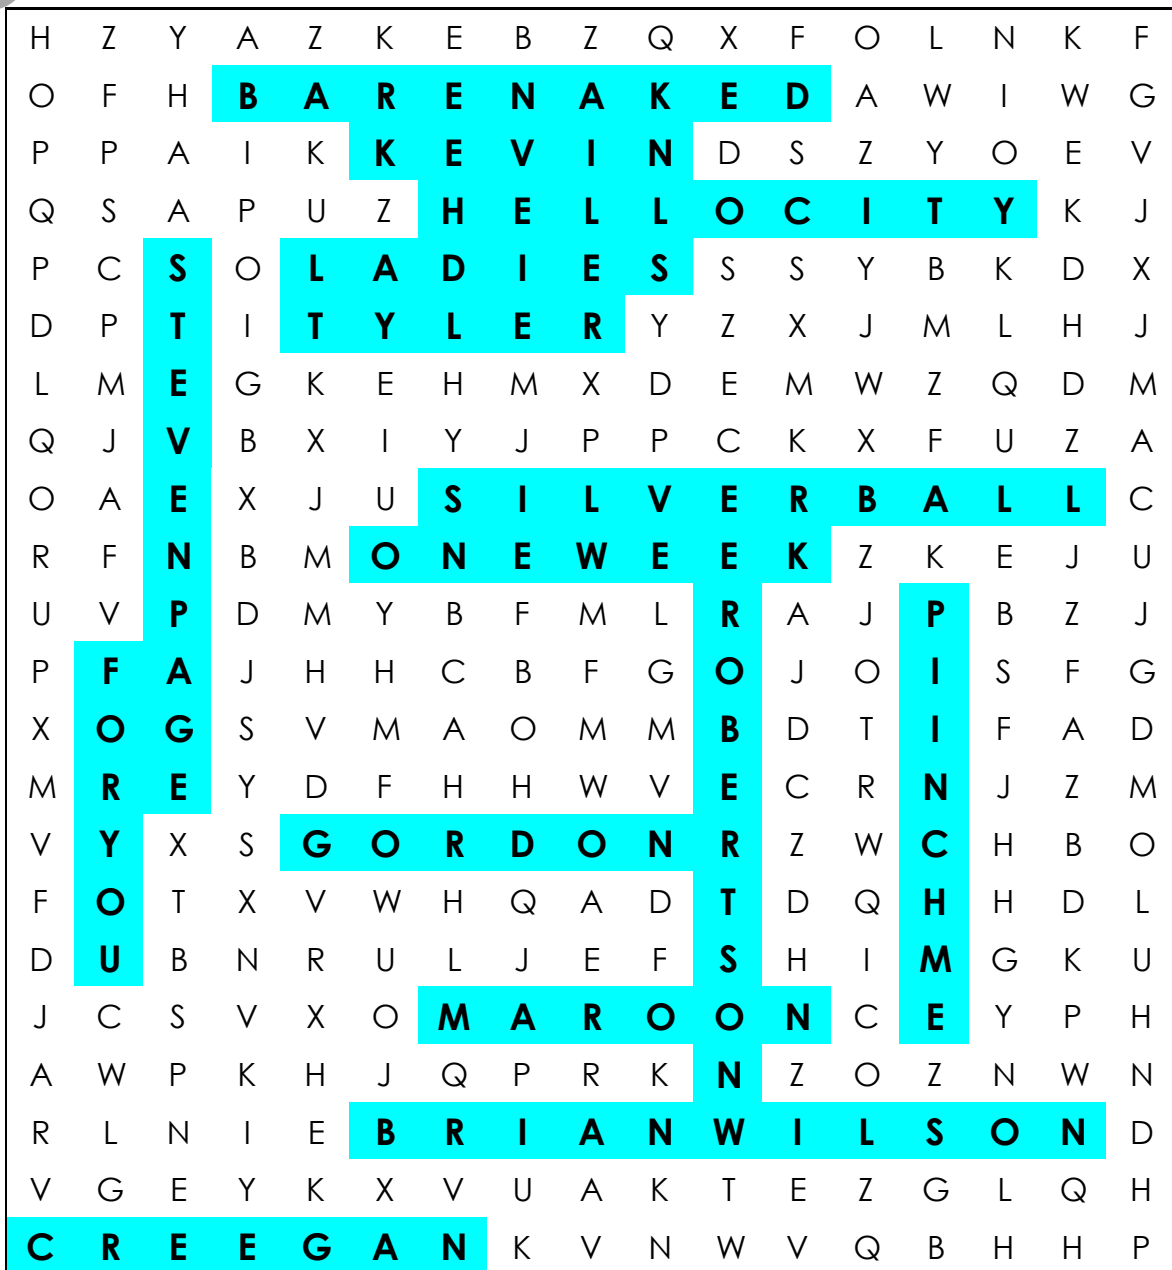 H Z Y A Z K E B Z Q X F O L N K F
O F H B A R E N A K E D A W I W G
P P A I K K E V I N D S Z Y O E V
Q S A P U Z H E L L O C I T Y K J
P C S O L A D I E S S S Y B K D X
D P T I T Y L E R Y Z X J M L H J
L M E G K E H M X D E M W Z Q D M
Q J V B X I Y J P P C K X F U Z A
O A E X J U S I L V E R B A L L C
R F N B M O N E W E E K Z K E J U
U V P D M Y B F M L R A J P B Z J
P F A J H H C B F G O J O I S F G
X O G S V M A O M M B D T I F A D
M R E Y D F H H W V E C R N J Z M
V Y X S G O R D O N R Z W C H B O
F O T X V W H Q A D T D Q H H D L
D U B N R U L J E F S H I M G K U
J C S V X O M A R O O N C E Y P H
A W P K H J Q P R K N Z O Z N W N
R L N I E B R I A N W I L S O N D
V G E Y K X V U A K T E Z G L Q H
C R E E G A N K V N W V Q B H H P